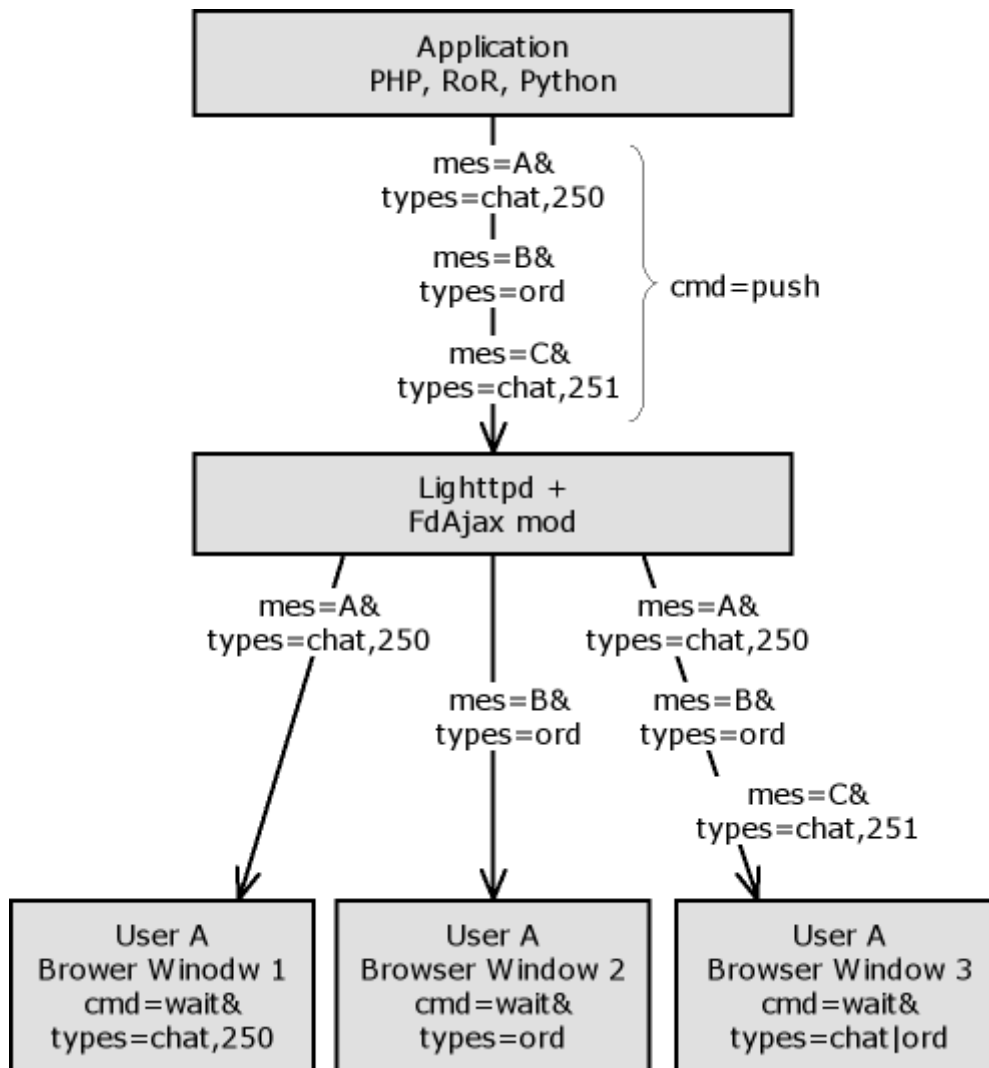 Application
PHP, RoR, Python
mes=A&
types=chat,250
mes=B&
types=ord
cmd=push
mes=C&
types=chat,251
Lighttpd +
FdAjax mod
mes=A&
types=chat,250
mes=B&
types=ord
mes=A&
types=chat,250
mes=B&
types=ord
mes=C&
types=chat,251
User A
Brower Winodw 1
cmd=wait&
types=chat,250
User A
Browser Window 2
cmd=wait&
types=ord
User A
Browser Window 3
cmd=wait&
types=chat|ord